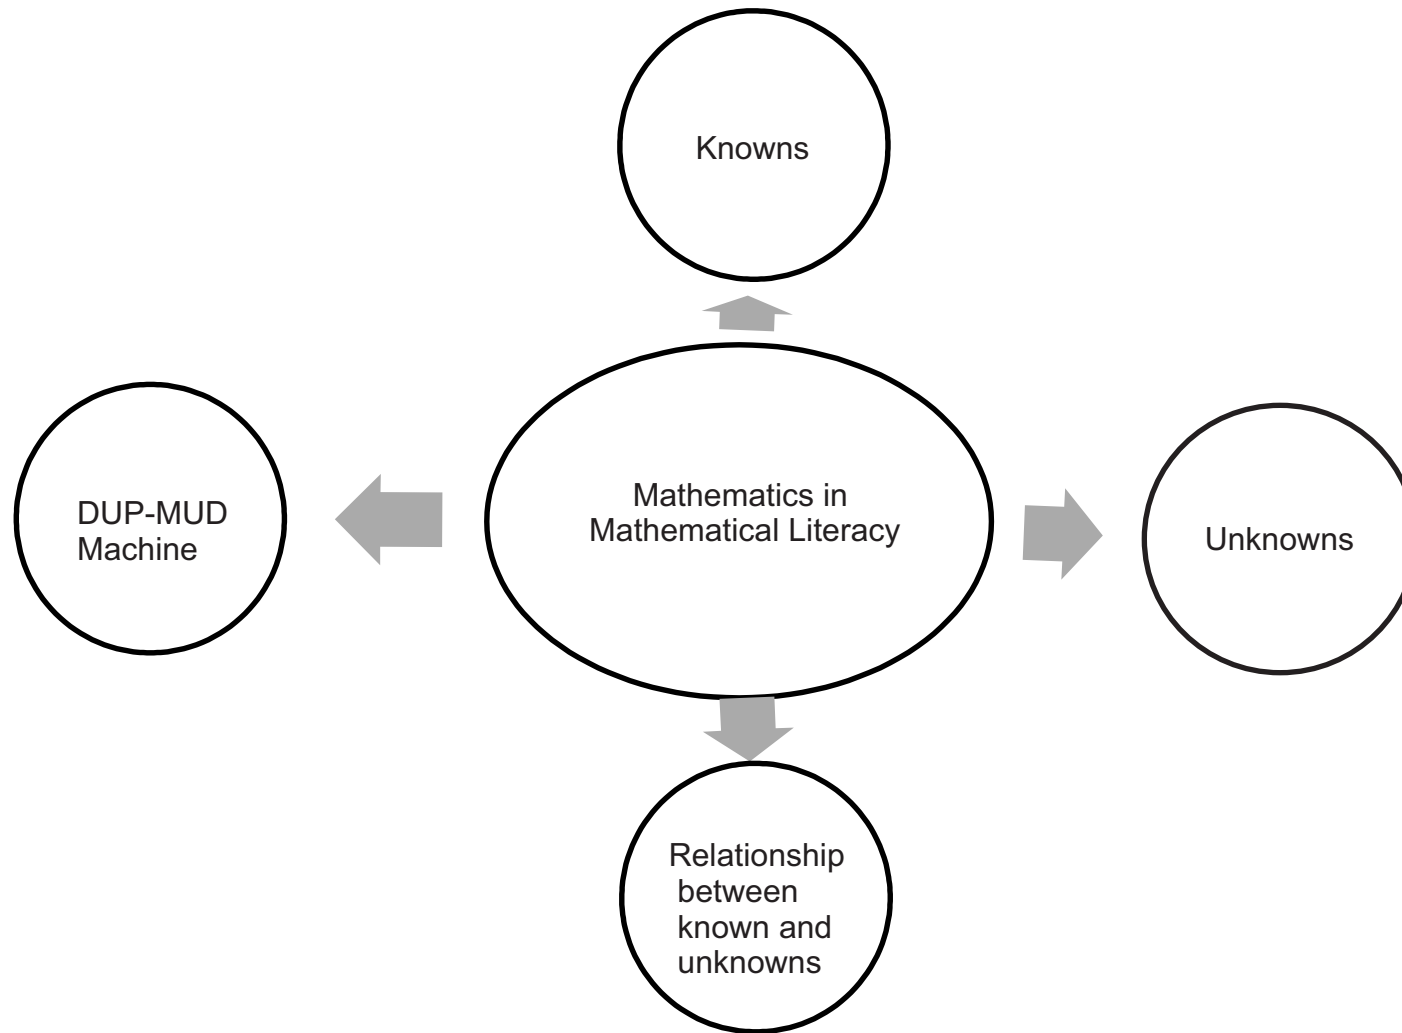 Knowns
Mathematics in
Mathematical Literacy
DUP-MUD
Machine
Unknowns
Relationship
between
known and
unknowns